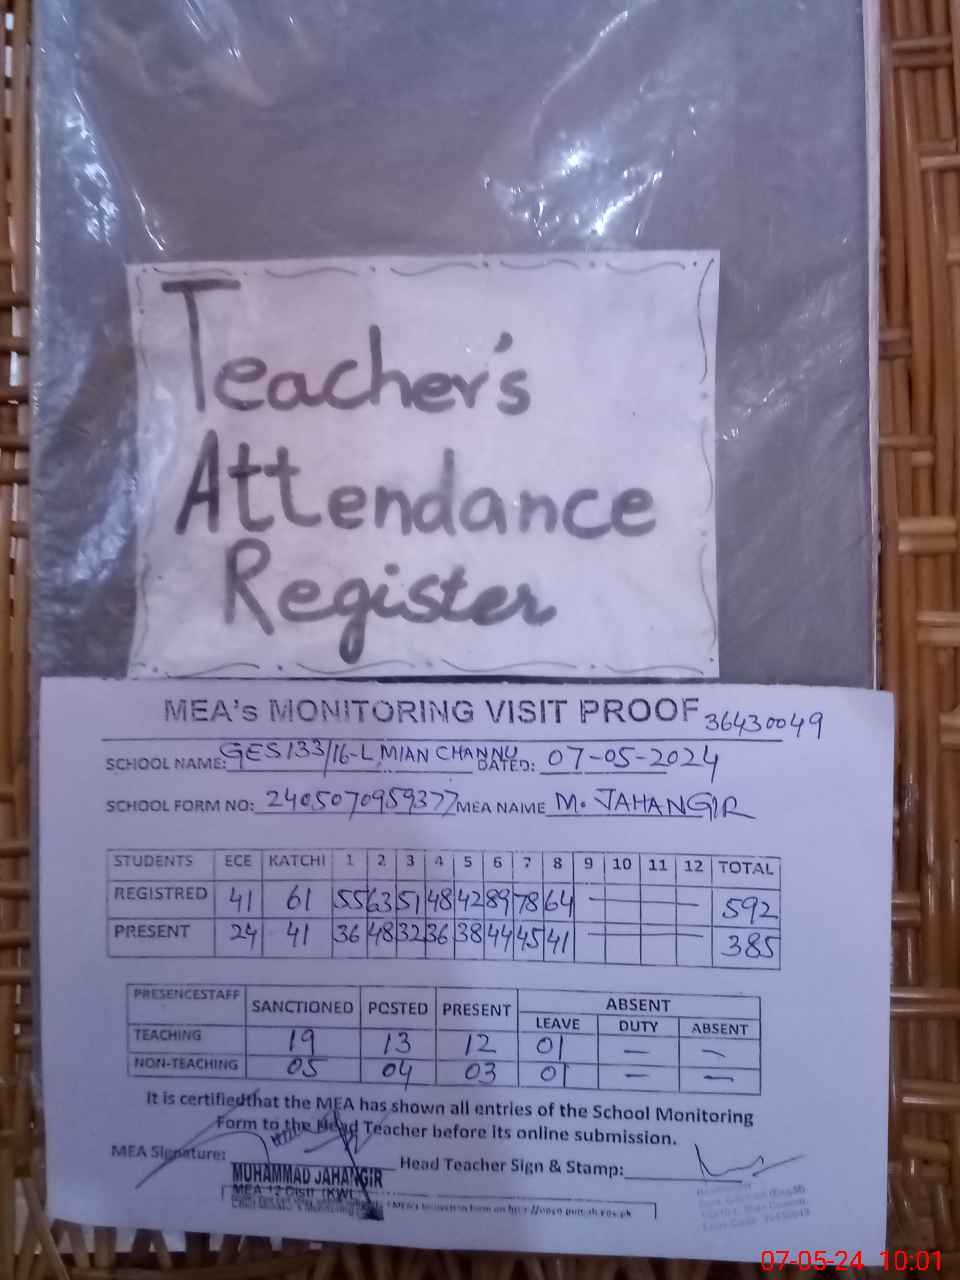 Teacher's
Attendance
Register
MEA's MONITORING VISIT PROOF 36430049
SCHOOL NAME: GES 133/16-L MIAN CHANNU DATED: 07-05-2024
SCHOOL FORM NO: 2405070959377 MEA NAME M. JAHANGIR
STUDENTS ECE KATCHI 1 2 3 4 5 6 7 8 9 10 11 12 TOTAL
REGISTRED 41 61 55 63 51 48 42 89 78 64 — 592
PRESENT 24 41 36 48 32 36 38 44 45 41 — 385
PRESENCESTAFF SANCTIONED POSTED PRESENT ABSENT
LEAVE DUTY ABSENT
TEACHING 19 13 12 01 — —
NON-TEACHING 05 04 03 01 — —
It is certifiedthat the MEA has shown all entries of the School Monitoring
Form to the Head Teacher before its online submission.
MEA Signature: Head Teacher Sign & Stamp:
MUHAMMAD JAHANGIR
MEA 12 Distt (KWL
07-05-24 10:01